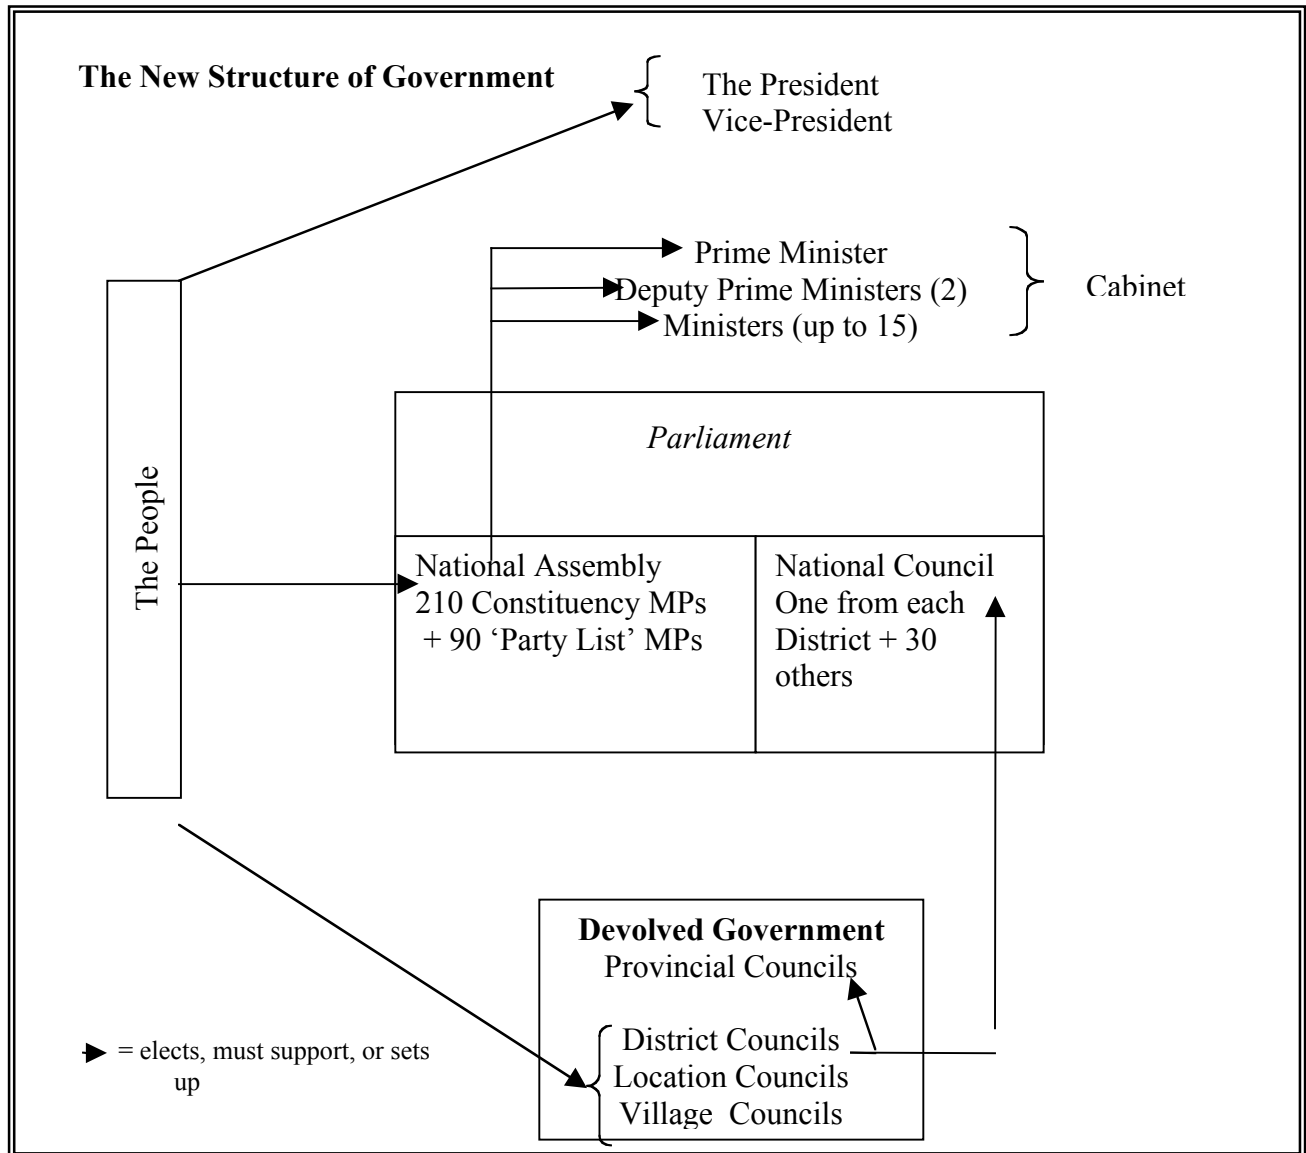 The New Structure of Government
The President
Vice-President
Prime Minister
Deputy Prime Ministers (2)
Ministers (up to 15)
Cabinet
The People
Parliament
National Assembly
210 Constituency MPs
+ 90 ‘Party List’ MPs
National Council
One from each
District + 30
others
Devolved Government
Provincial Councils
District Councils
Location Councils
Village Councils
= elects, must support, or sets
up